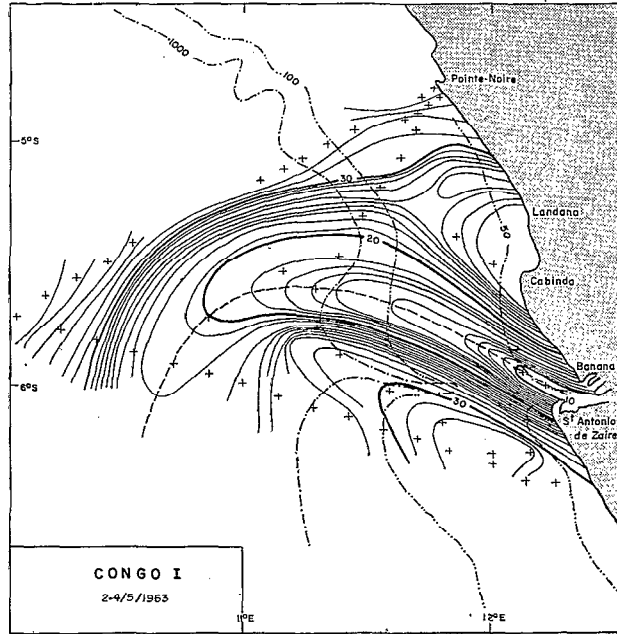 1000
100
Pointe-Noire
5°S
30
Landana
50
20
Cabinda
Banana
6°S
10
30
St Antonio
de Zaire
CONGO I
2-4/5/1963
11°E
12°E